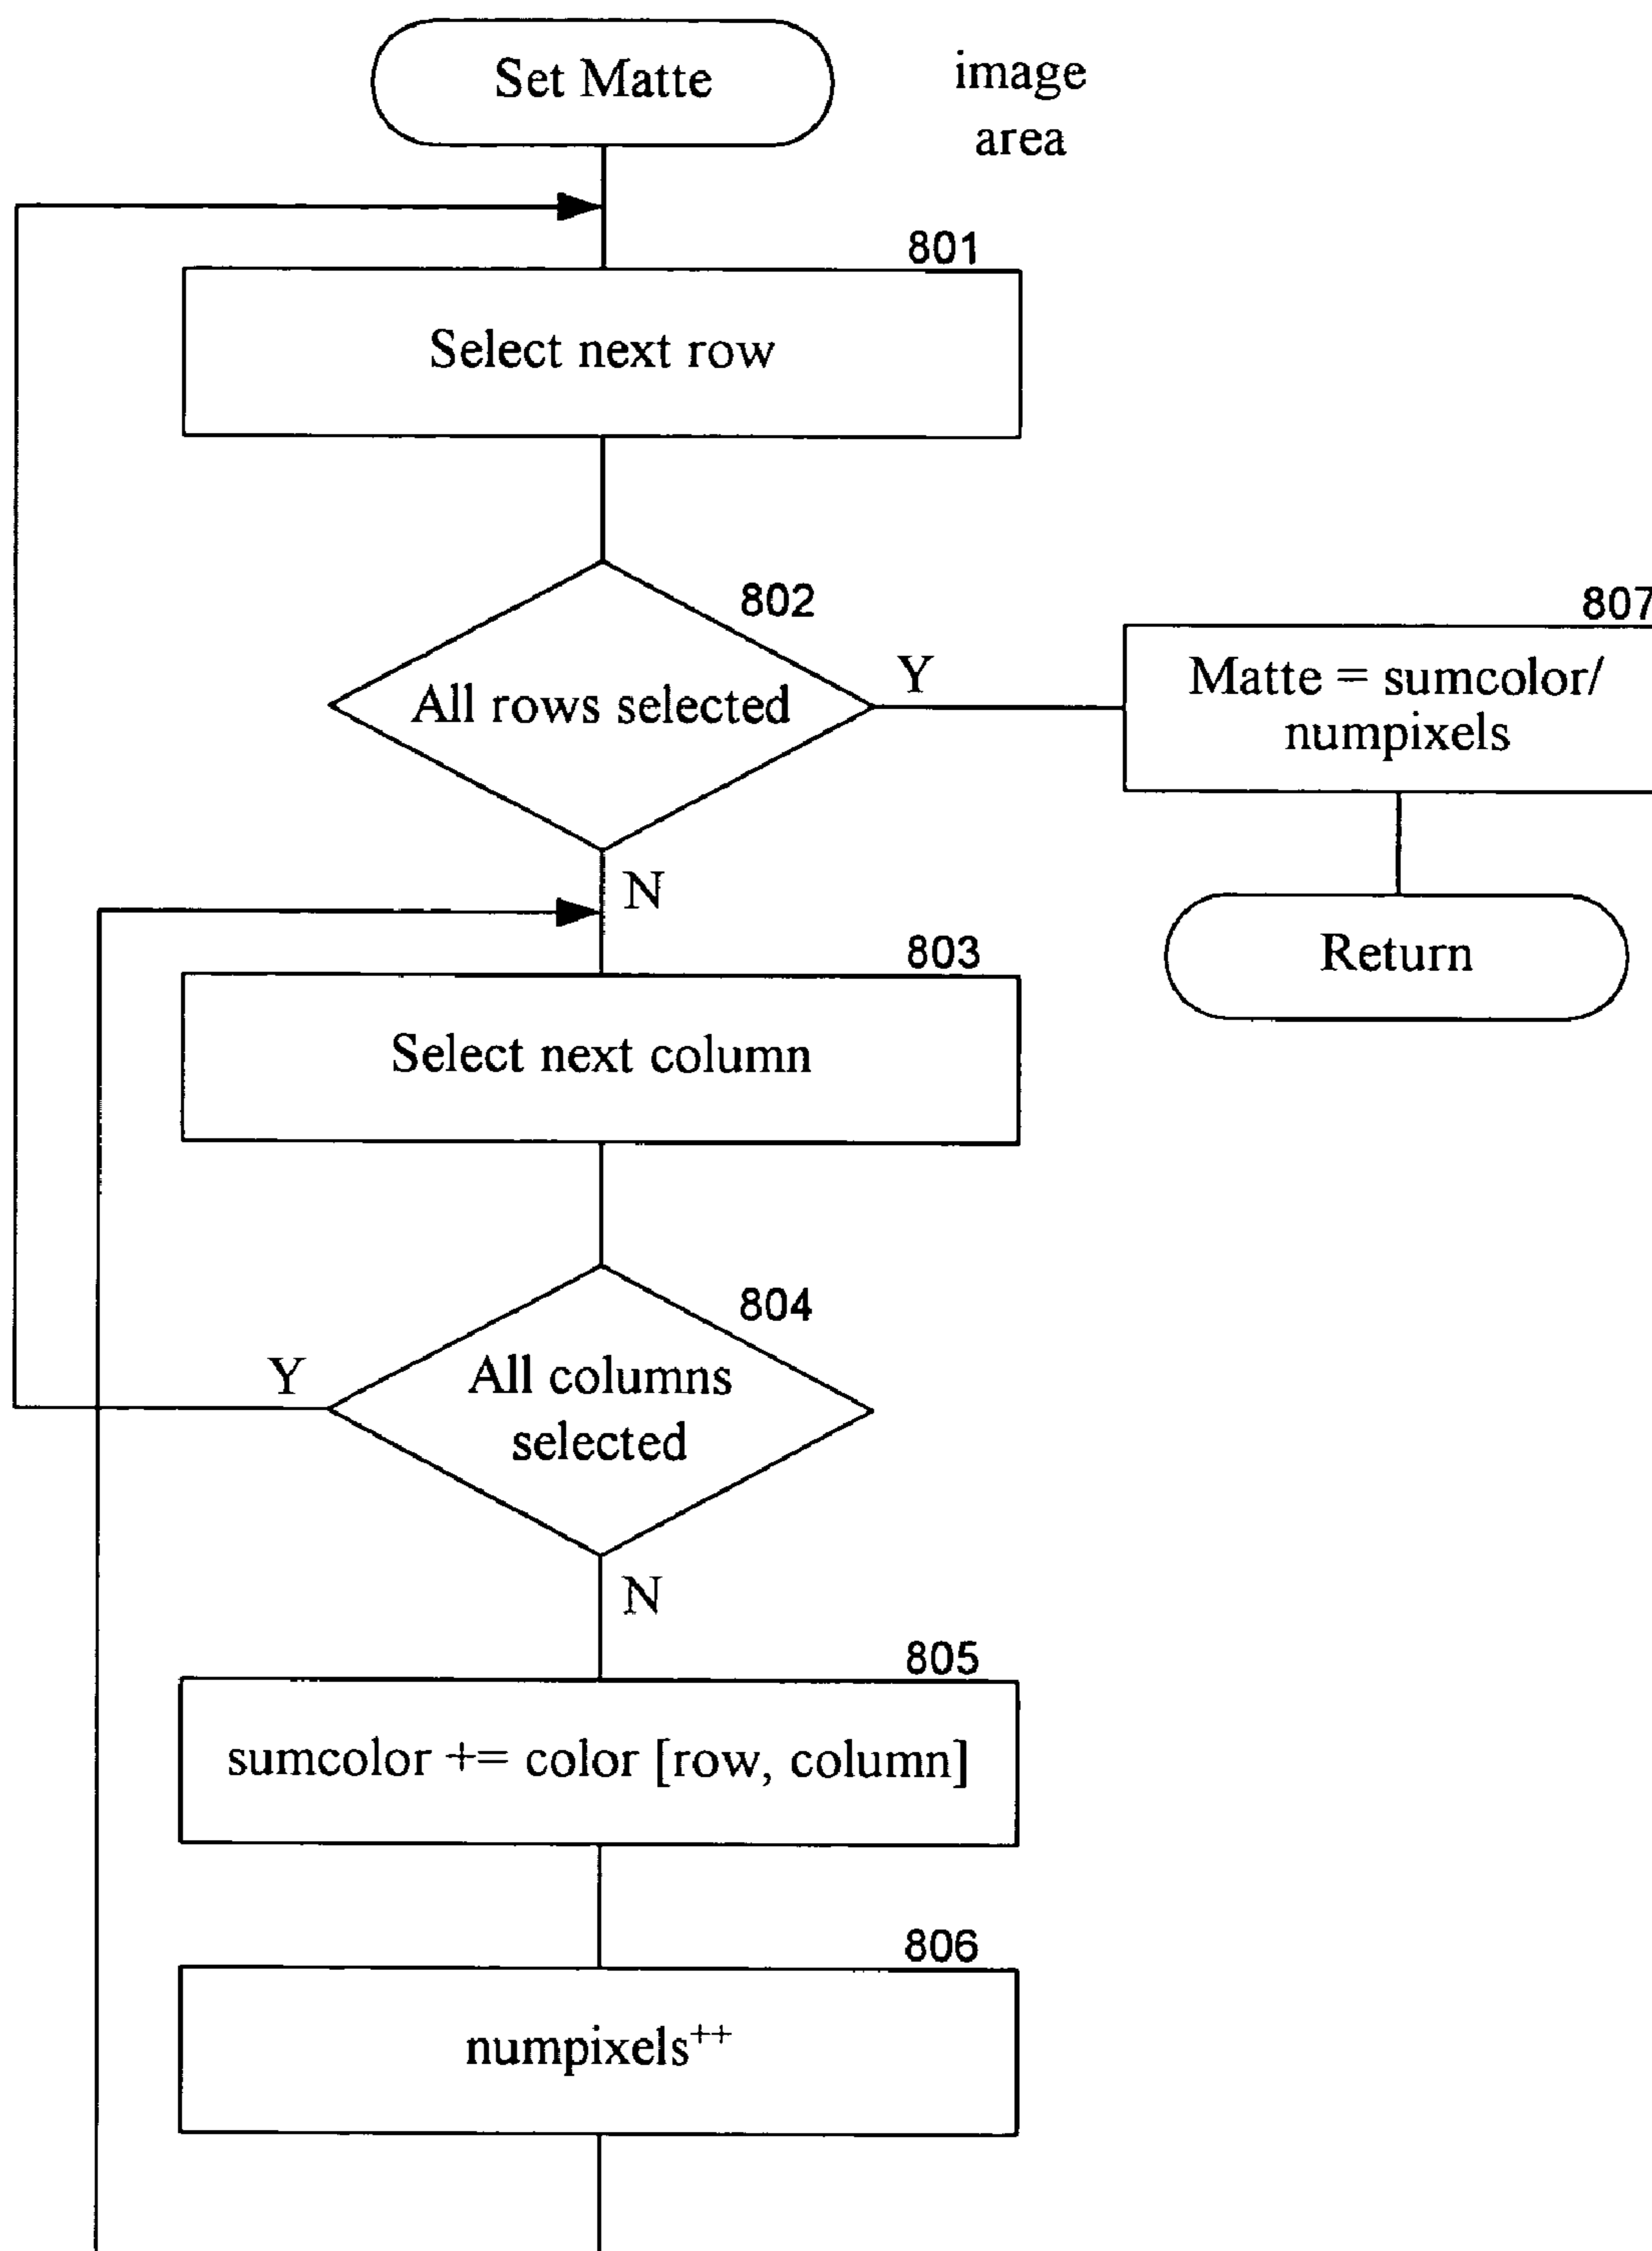 Set Matte
image
area
801
Select next row
802
All rows selected
Y
807
Matte = sumcolor/
numpixels
N
Return
803
Select next column
804
Y
All columns
selected
N
805
sumcolor += color [row, column]
806
numpixels++